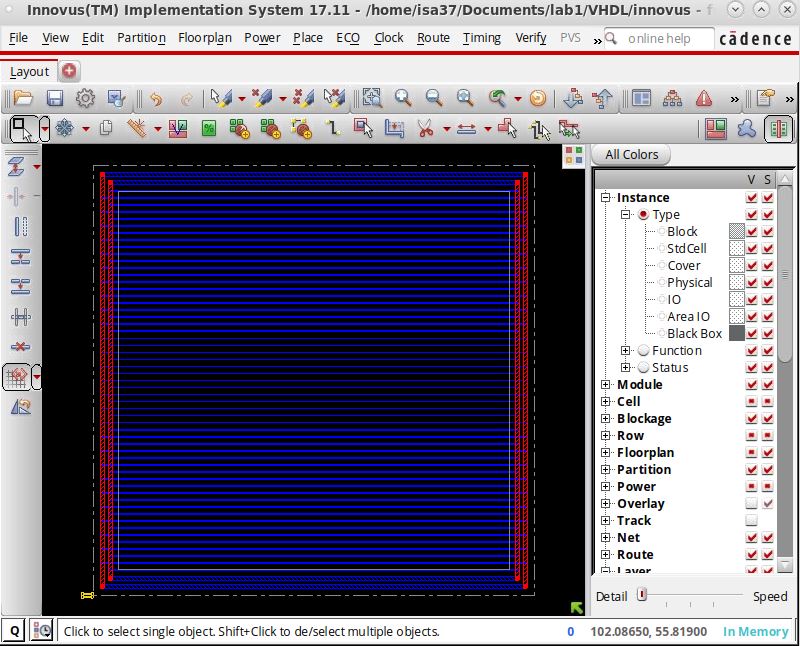 Innovus(TM) Implementation System 17.11 - /home/isa37/Documents/lab1/VHDL/innovus - f
File View Edit Partition Floorplan Power Place ECO Clock Route Timing Verify PVS » online help cādence
Layout
» »
All Colors
V S
Instance
Type
Block
StdCell
Cover
Physical
IO
Area IO
Black Box
Function
Status
Module
Cell
Blockage
Row
Floorplan
Partition
Power
Overlay
Track
Net
Route
Layer
Detail Speed
Q Click to select single object. Shift+Click to de/select multiple objects. 0 102.08650, 55.81900 In Memory